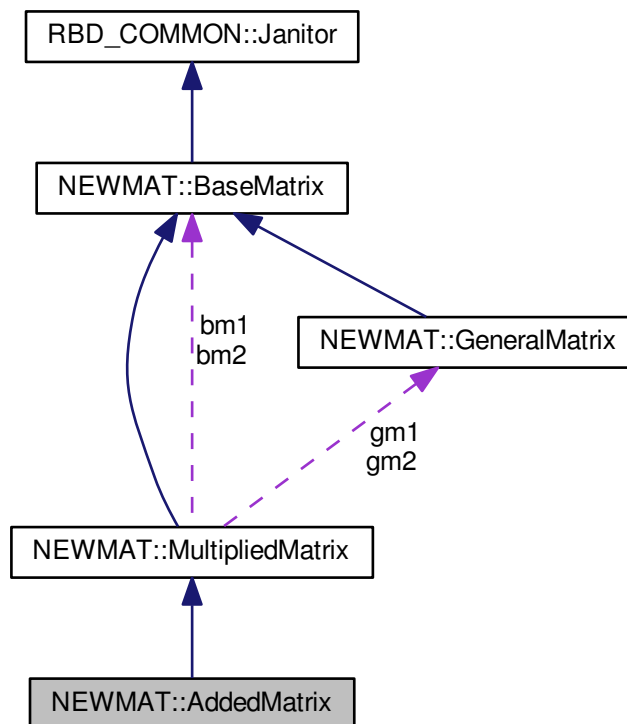 RBD_COMMON::Janitor
NEWMAT::BaseMatrix
bm1
bm2
NEWMAT::GeneralMatrix
gm1
gm2
NEWMAT::MultipliedMatrix
NEWMAT::AddedMatrix